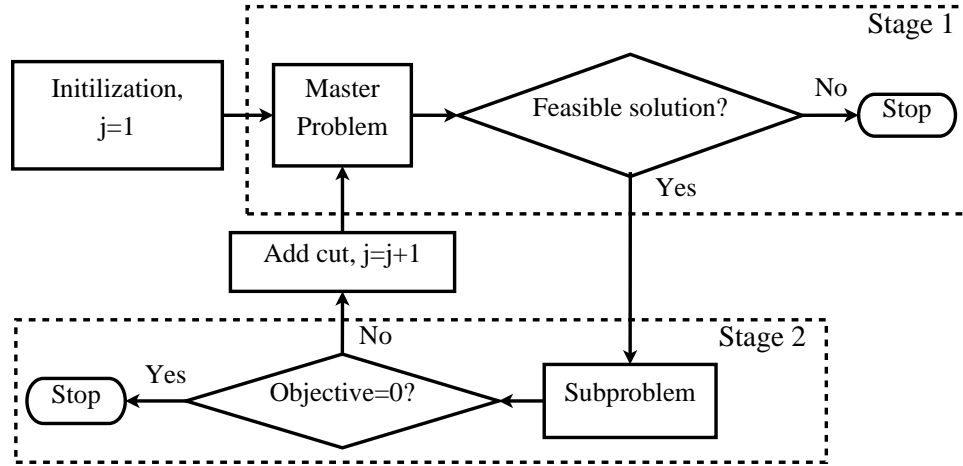 Stage 1
Initilization,
j=1
Master
Problem
Feasible solution?
No
Stop
Yes
Add cut, j=j+1
No
Stage 2
Yes
Stop
Objective=0?
Subproblem